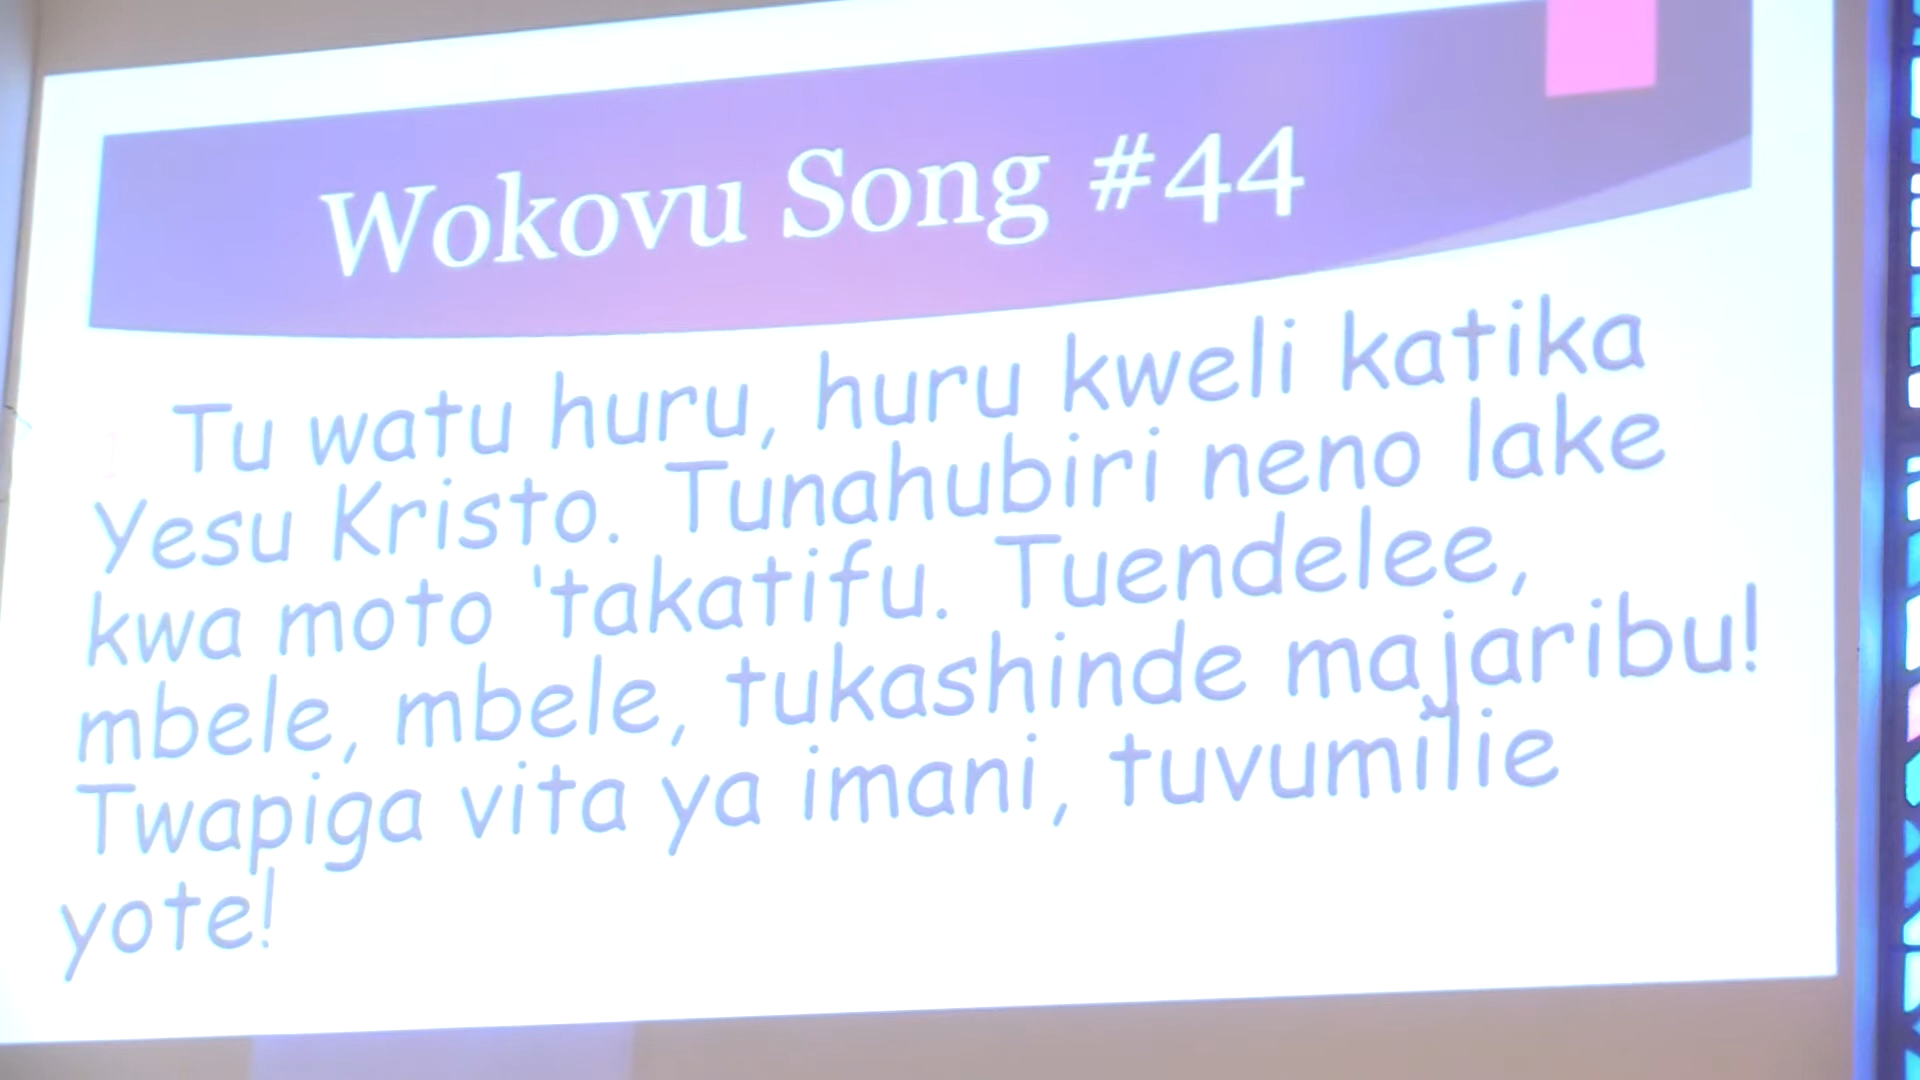 Wokovu Song #44
Tu watu huru, huru kweli katika
Yesu Kristo. Tunahubiri neno lake
kwa moto 'takatifu. Tuendelee,
mbele, mbele, tukashinde majaribu!
Twapiga vita ya imani, tuvumilie
yote!